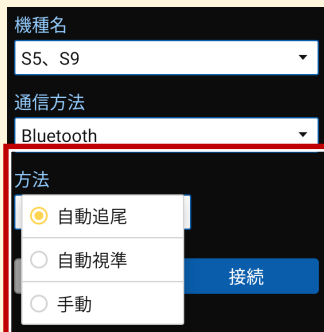 機種名
S5、S9
通信方法
Bluetooth
方法
自動追尾
自動視準
接続
手動